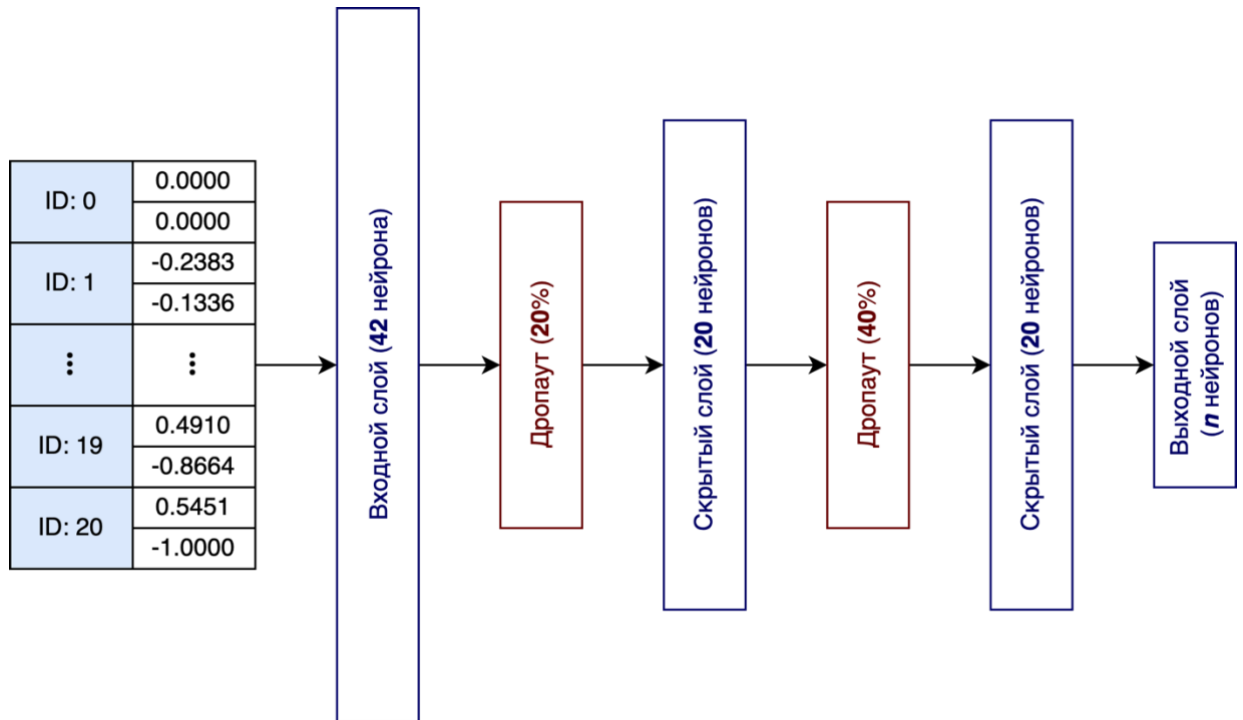 ID: 0
0.0000
0.0000
ID: 1
-0.2383
-0.1336
...
...
ID: 19
0.4910
-0.8664
ID: 20
0.5451
-1.0000
Входной слой (42 нейрона)
Дропаут (20%)
Скрытый слой (20 нейронов)
Дропаут (40%)
Скрытый слой (20 нейронов)
Выходной слой
(n нейронов)